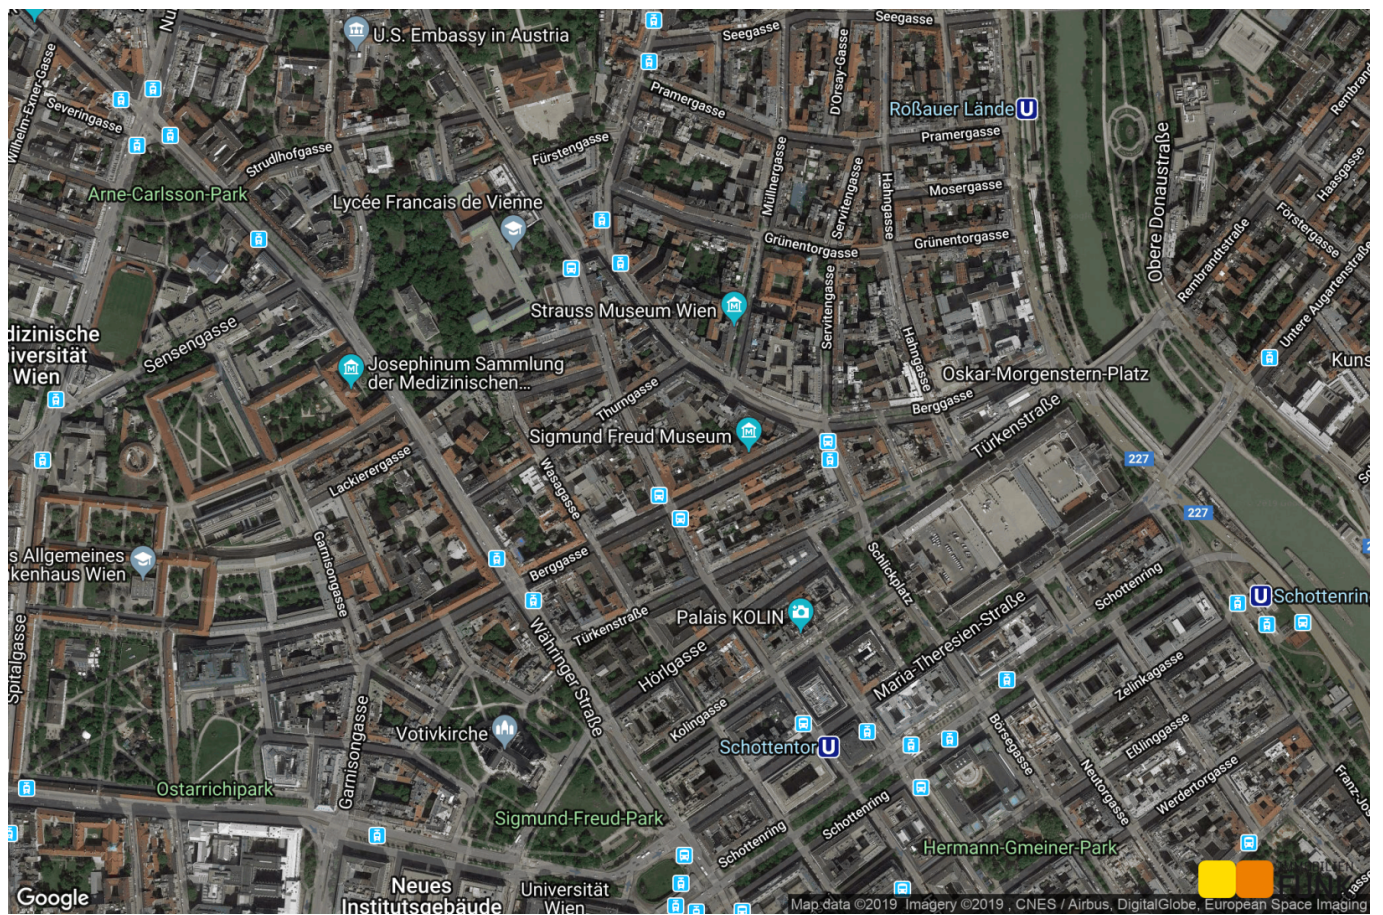 Seegasse
Seegasse
U.S. Embassy in Austria
Wilhelm-Exner-Gasse
Severingasse
Pramergasse
D'Orsay-Gasse
Roßauer Lände
U
Pramergasse
Strudlhofgasse
Fürstengasse
Müllnergasse
Servitengasse
Hahngasse
Mosergasse
Obere Donaustraße
Haasgasse
Arne-Carlsson-Park
Lycée Francais de Vienne
Grünentorgasse
Grünentorgasse
Förstergasse
Rembrandtstraße
Untere Augartenstraße
Strauss Museum Wien
Servitengasse
Hahngasse
Sensengasse
dizinische
iversität
Wien
Josephinum Sammlung
der Medizinischen...
Kuns
Oskar-Morgenstern-Platz
Thurngasse
Berggasse
Türkenstraße
Sigmund Freud Museum
Lackierergasse
Wasagasse
227
227
s Allgemeines
nkenhaus Wien
Garnisongasse
Berggasse
Schlickplatz
Schottenring
U
Schottenring
Türkenstraße
Palais KOLIN
Maria-Theresien-Straße
Spitalgasse
Währinger Straße
Hörlgasse
Zelinkagasse
Garnisongasse
Votivkirche
Kolingasse
Schottentor
U
Börsegasse
Neutorgasse
Eßlinggasse
Werdertorgasse
Ostarrichipark
Sigmund-Freud-Park
Schottenring
Schottenring
Hermann-Gmeiner-Park
Franz-Jos
Google
Neues
Institutsgebäude
Universität
Wien
Map data ©2019 Imagery ©2019 , CNES / Airbus, DigitalGlobe, European Space Imaging